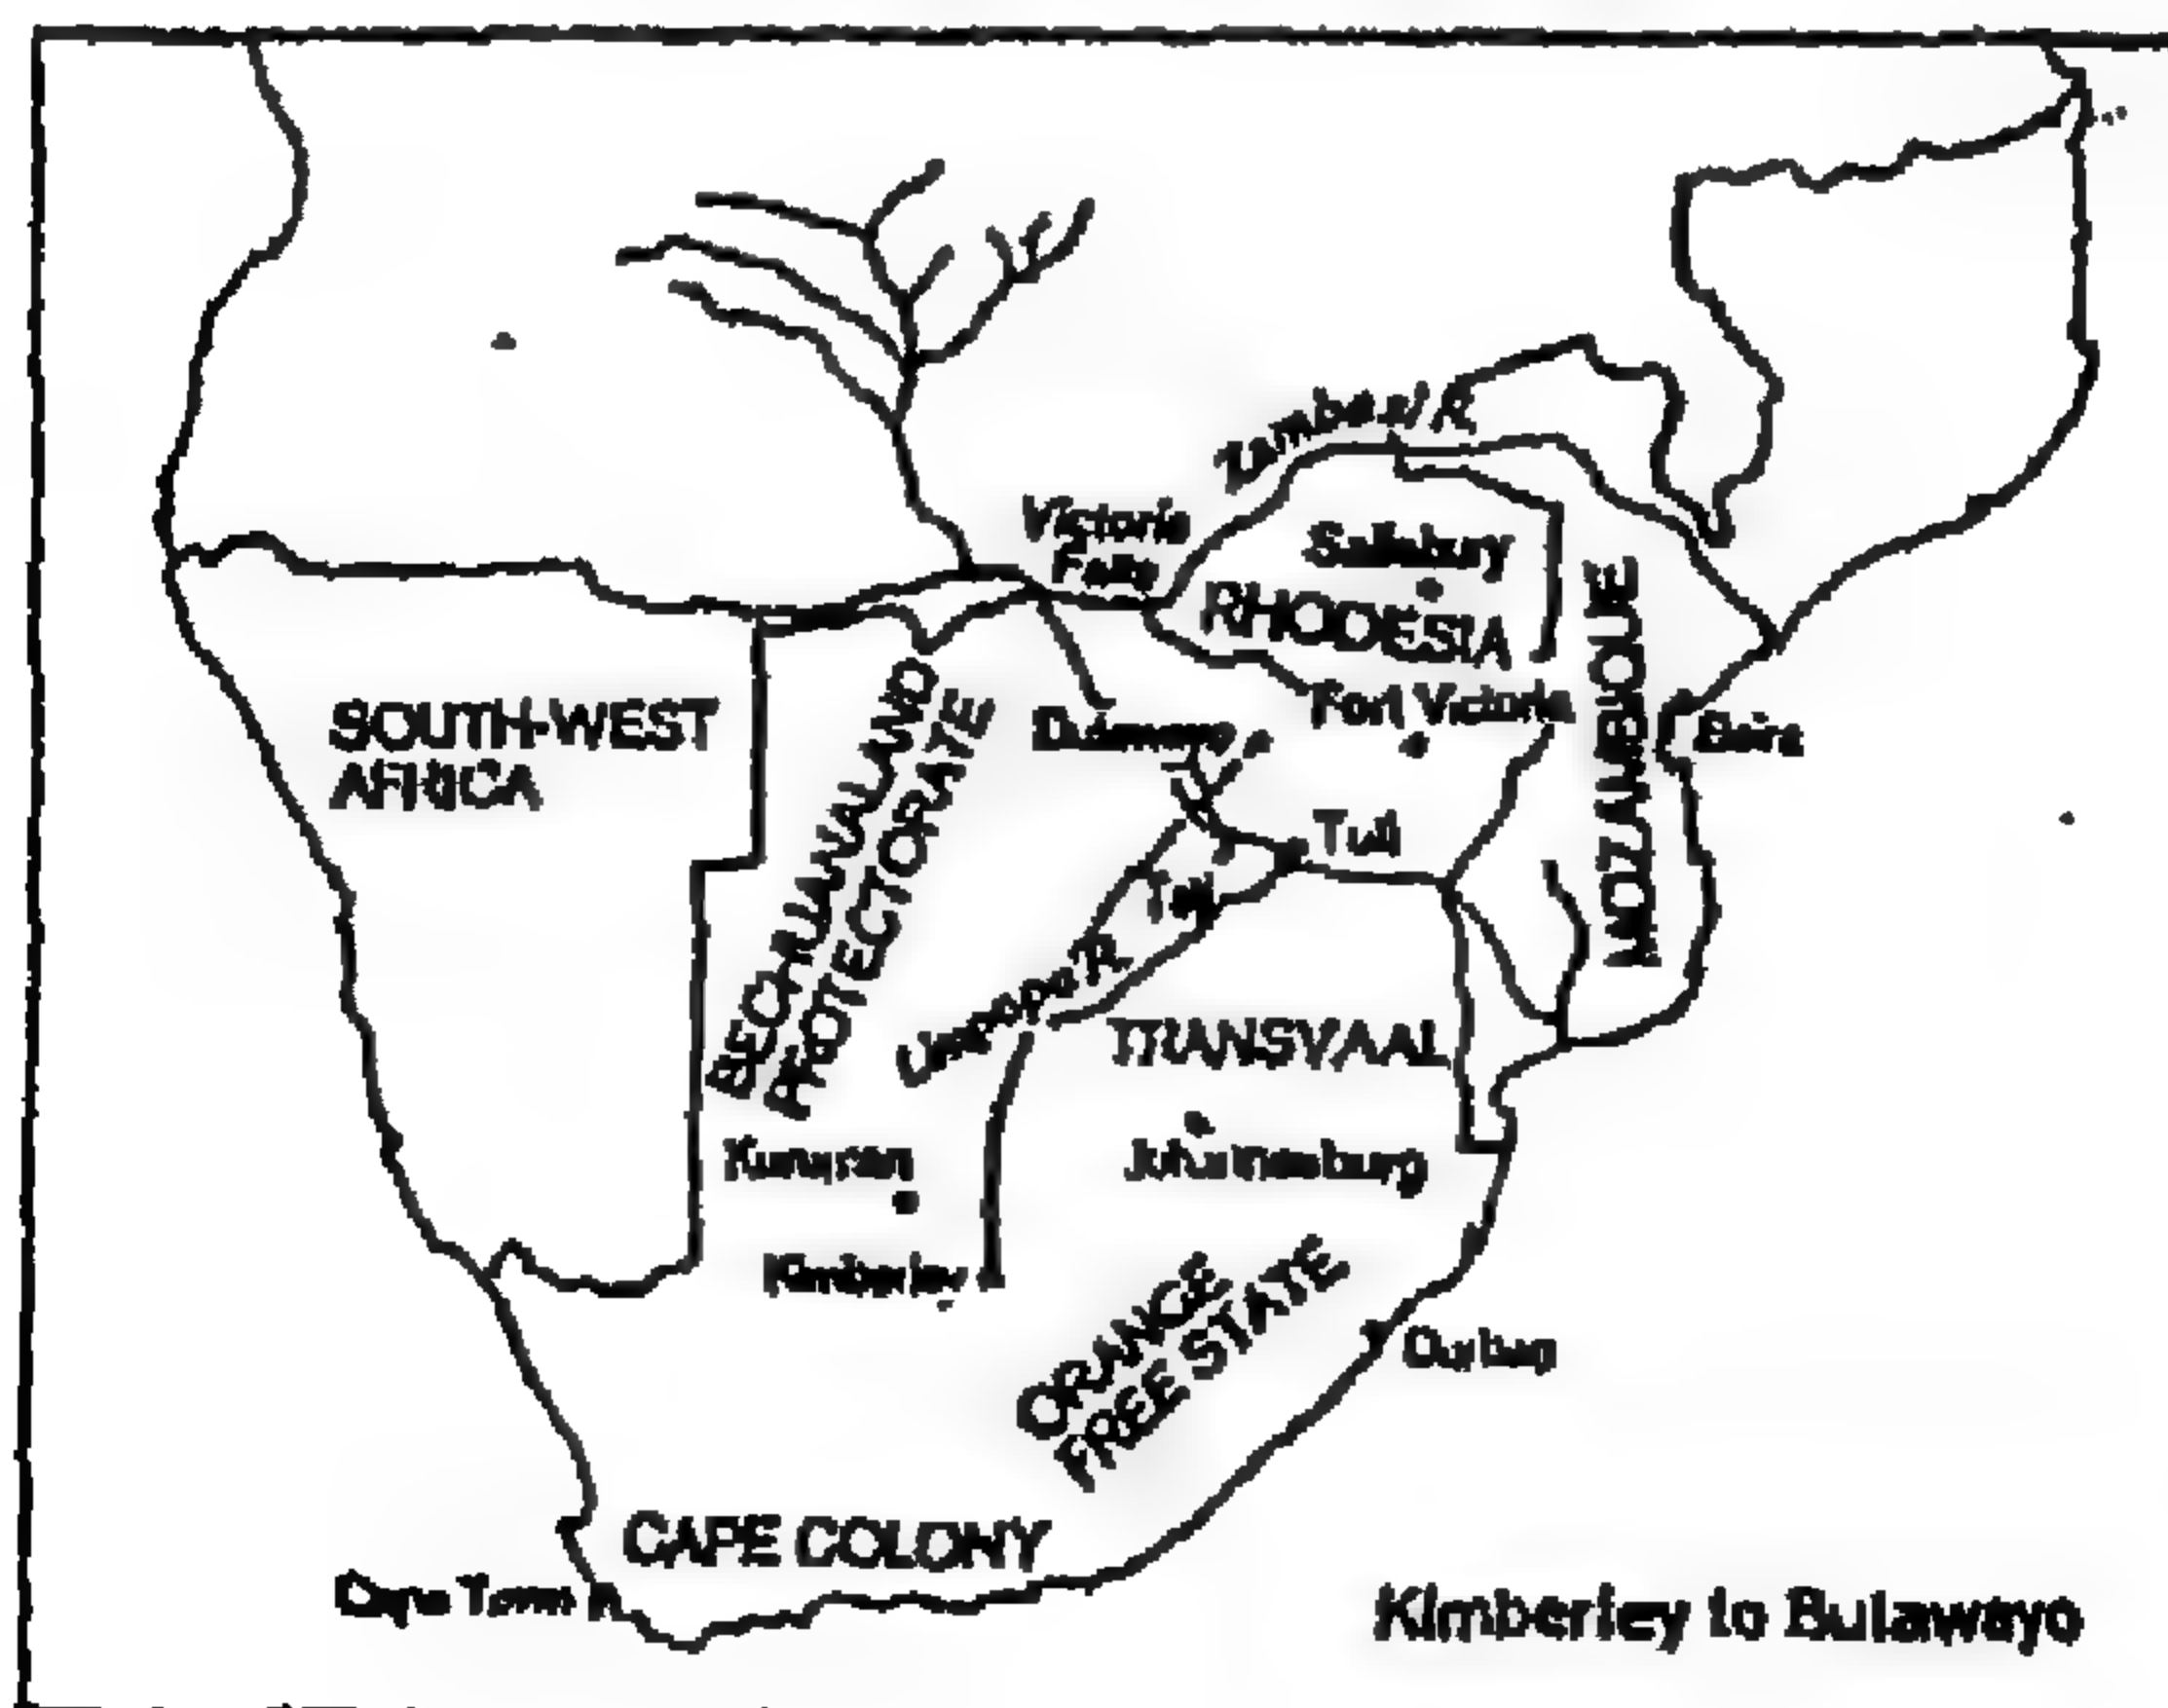 Zambesi R
Victoria
Falls
Salisbury
RHODESIA
MOZAMBIQUE
SOUTH-WEST
AFRICA
BECHUANALAND
PROTECTORATE
Fort Victoria
Beira
Tuli
Limpopo R.
TRANSVAAL
Johannesburg
Kimberley
ORANGE
FREE STATE
Durban
CAPE COLONY
Cape Town
Kimberley to Bulawayo